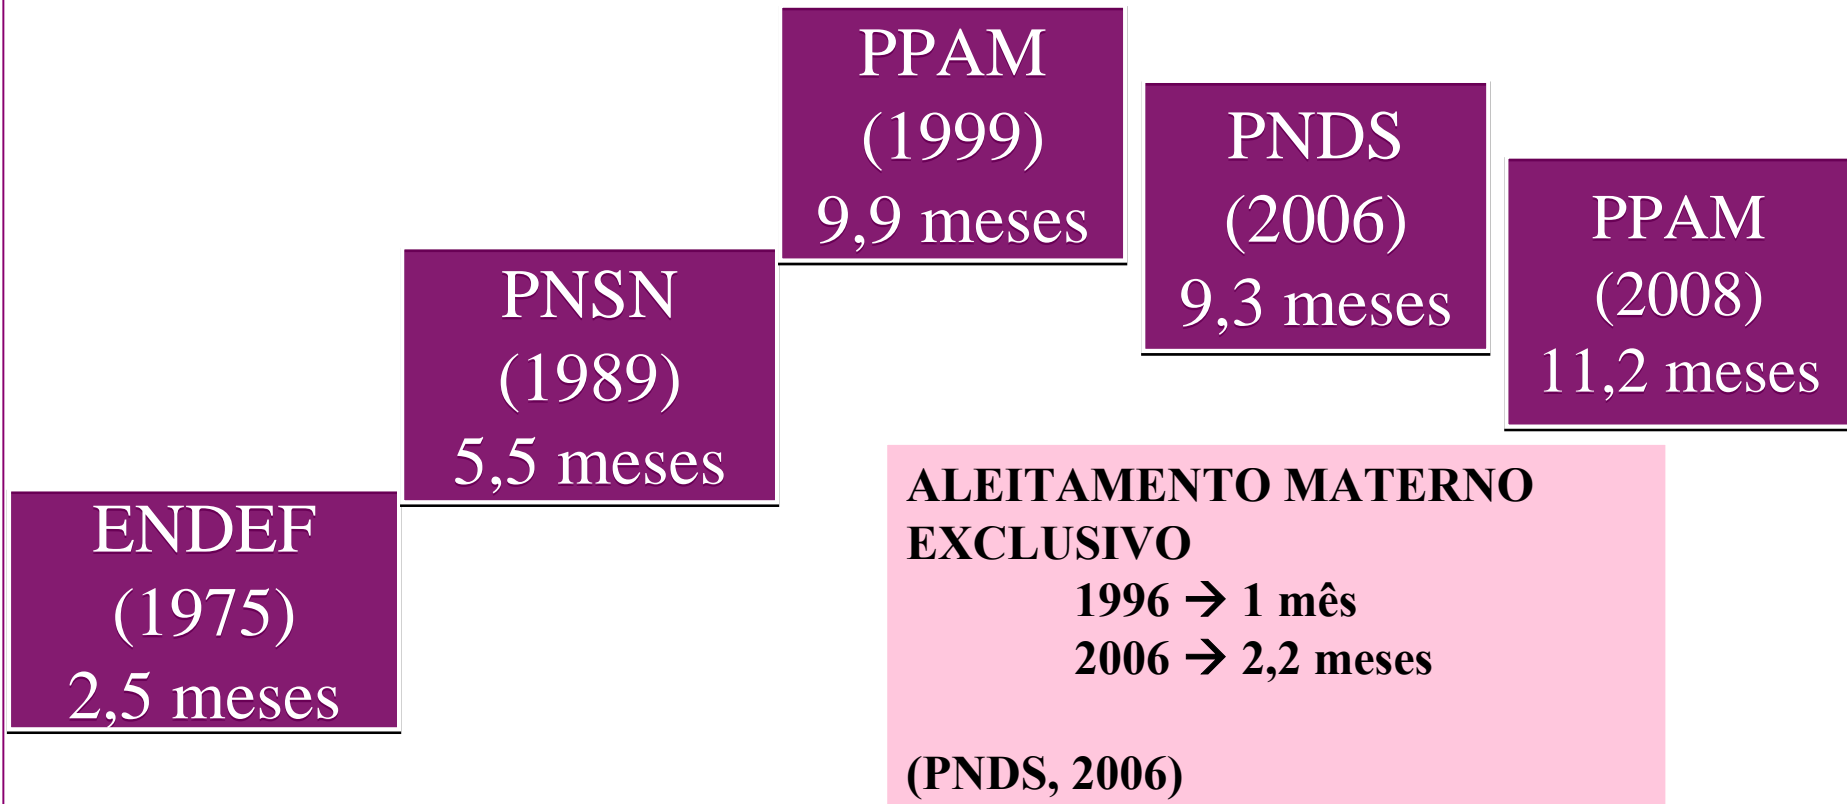 ENDEF
(1975)
2,5 meses
PNSN
(1989)
5,5 meses
PPAM
(1999)
9,9 meses
PNDS
(2006)
9,3 meses
PPAM
(2008)
11,2 meses
ALEITAMENTO MATERNO
EXCLUSIVO
1996 → 1 mês
2006 → 2,2 meses
(PNDS, 2006)